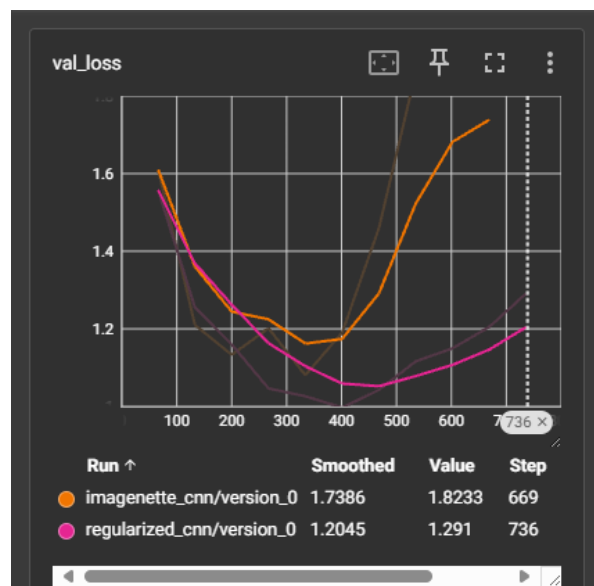 val_loss
1.6
1.4
1.2
100 200 300 400 500 600 736 ×
Run ↑ Smoothed Value Step
imagenette_cnn/version_0 1.7386 1.8233 669
regularized_cnn/version_0 1.2045 1.291 736